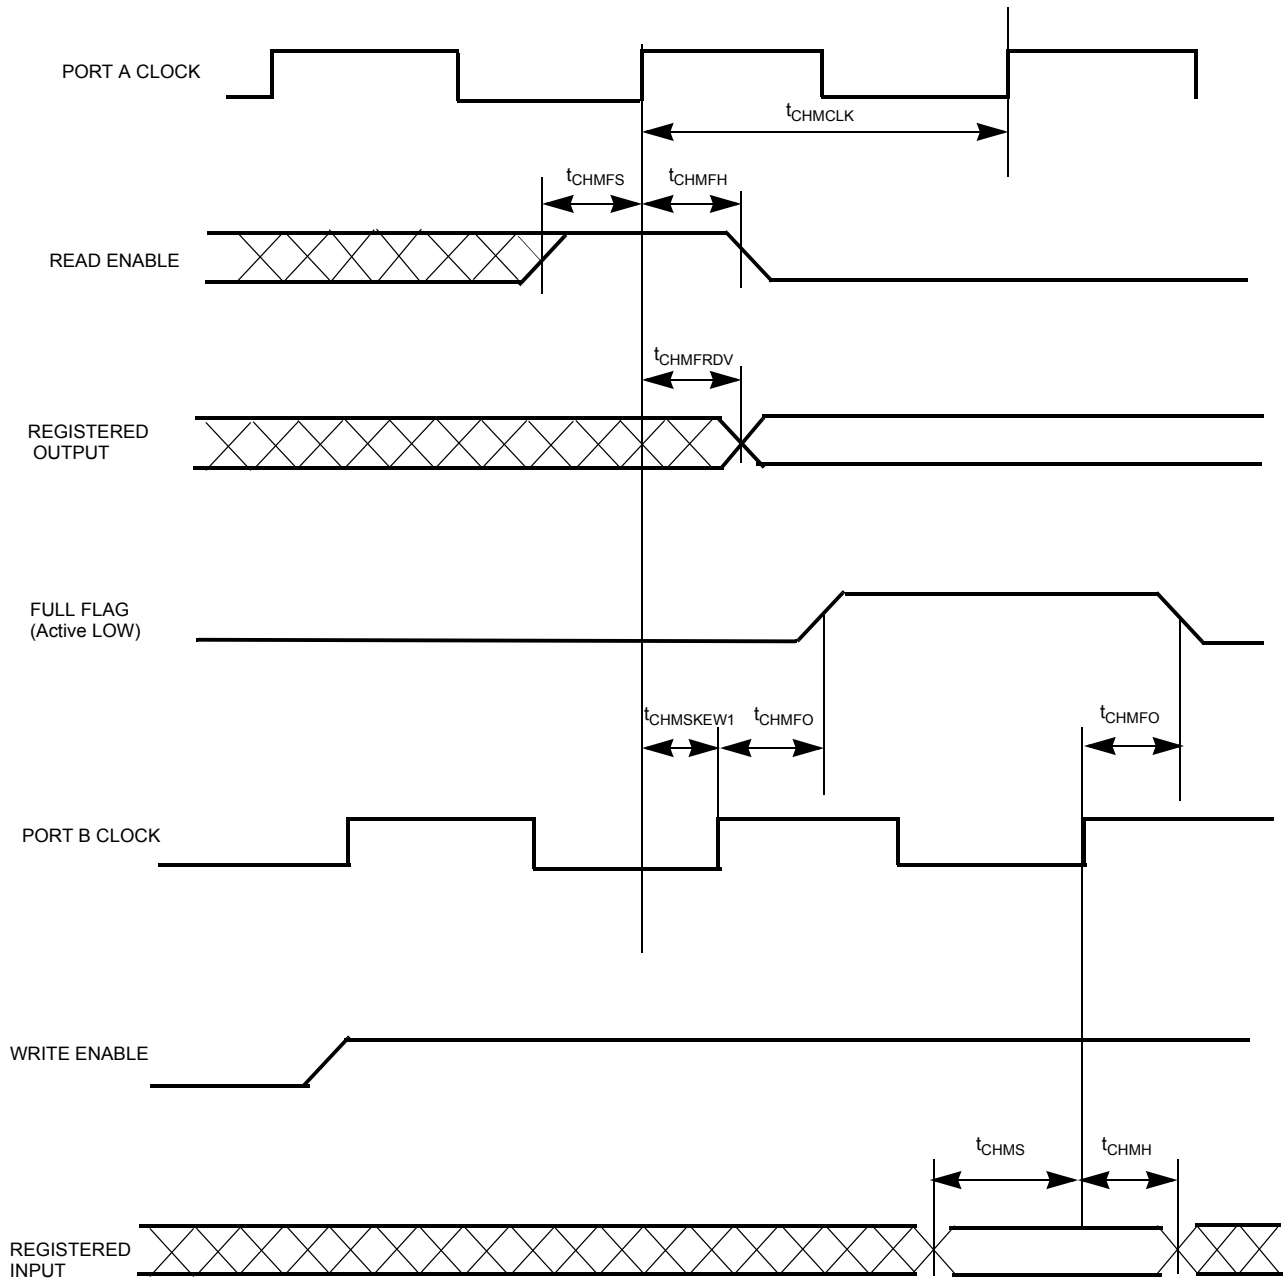 PORT A CLOCK
tCHMCLK
tCHMFS
tCHMFH
READ ENABLE
tCHMFRDV
REGISTERED
OUTPUT
FULL FLAG
(Active LOW)
tCHMSKEW1
tCHMFO
tCHMFO
PORT B CLOCK
WRITE ENABLE
tCHMS
tCHMH
REGISTERED
INPUT